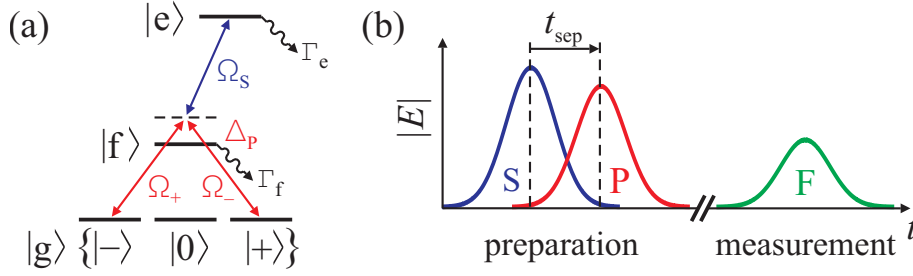 (a)
|e⟩
Γe
ΩS
|f⟩
ΔP
Γf
Ω+
Ω−
|g⟩ {|−⟩ |0⟩ |+⟩}
(b)
tsep
|E|
S
P
F
t
preparation
measurement